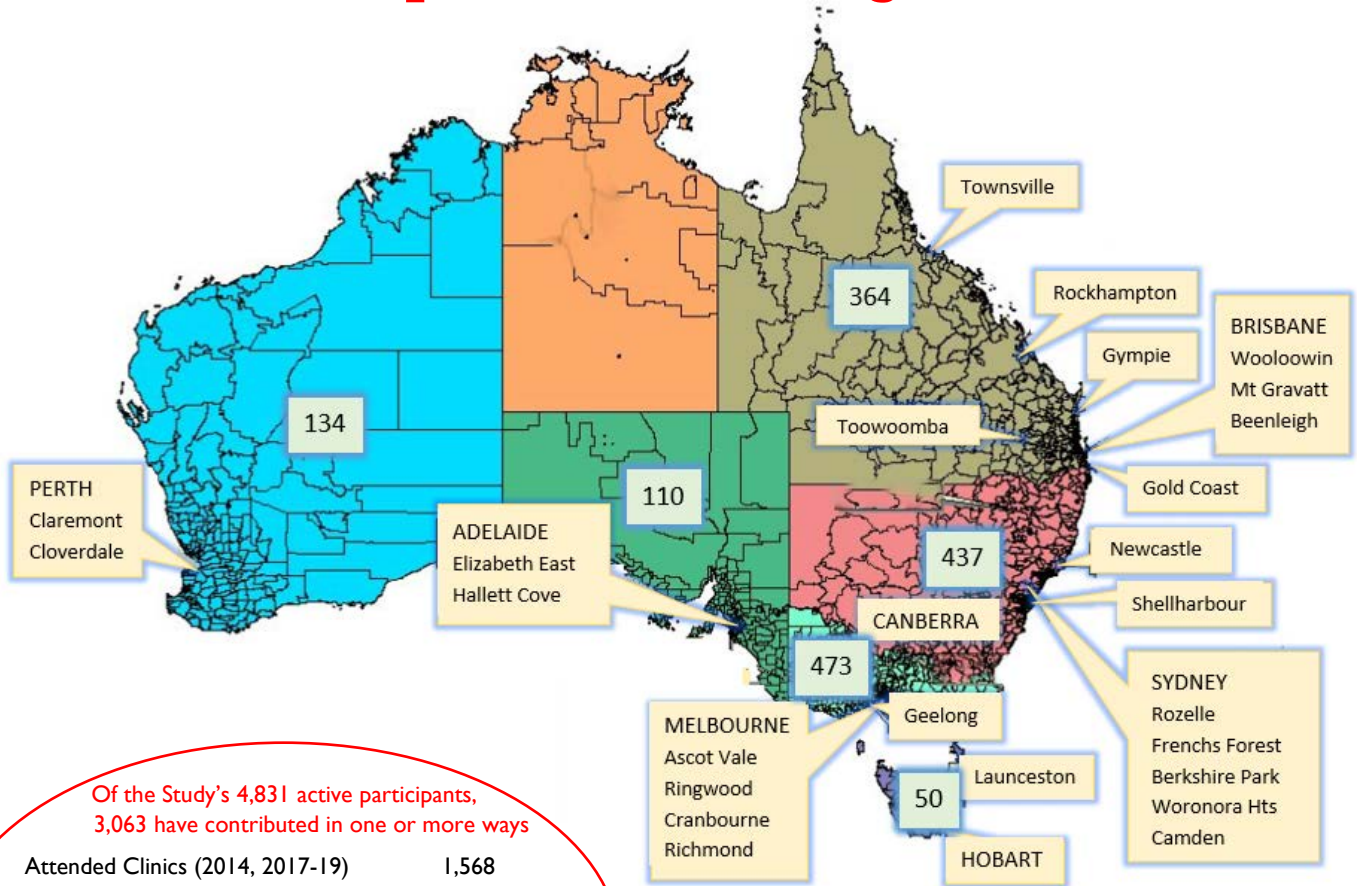 Townsville
364
Rockhampton
BRISBANE
Wooloowin
Mt Gravatt
Beenleigh
Gympie
134
Toowoomba
Gold Coast
PERTH
Claremont
Cloverdale
110
ADELAIDE
Elizabeth East
Hallett Cove
437
Newcastle
Shellharbour
CANBERRA
473
SYDNEY
Rozelle
Frenchs Forest
Berkshire Park
Woronora Hts
Camden
MELBOURNE
Ascot Vale
Ringwood
Cranbourne
Richmond
Geelong
Launceston
50
HOBART
Of the Study's 4,831 active participants,
3,063 have contributed in one or more ways
Attended Clinics (2014, 2017-19) 1,568